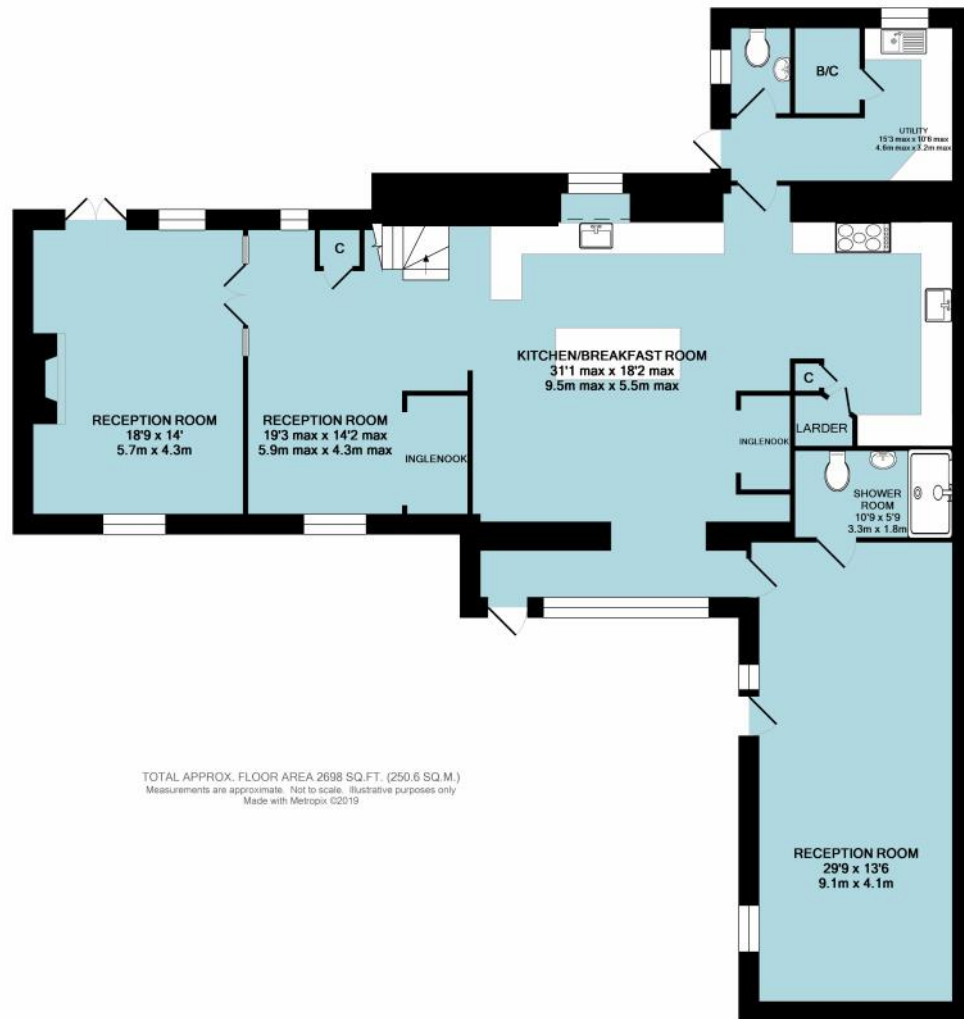 B/C
UTILITY
15'3 max x 10'6 max
4.6m max x 3.2m max
C
KITCHEN/BREAKFAST ROOM
31'1 max x 18'2 max
9.5m max x 5.5m max
C
LARDER
RECEPTION ROOM
18'9 x 14'
5.7m x 4.3m
RECEPTION ROOM
19'3 max x 14'2 max
5.9m max x 4.3m max
INGLENOOK
INGLENOOK
SHOWER
ROOM
10'9 x 5'9
3.3m x 1.8m
TOTAL APPROX. FLOOR AREA 2698 SQ.FT. (250.6 SQ.M.)
Measurements are approximate. Not to scale. Illustrative purposes only
Made with Metropix ©2019
RECEPTION ROOM
29'9 x 13'6
9.1m x 4.1m